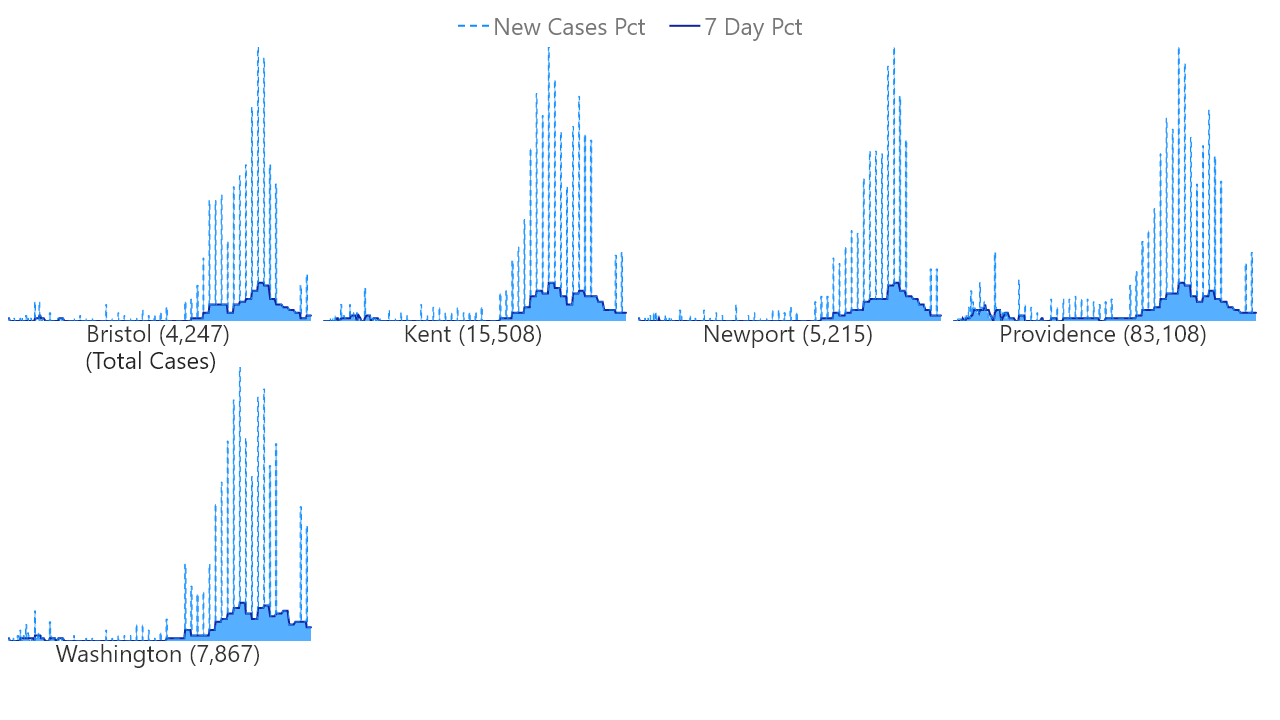 New Cases Pct 7 Day Pct
Bristol (4,247)
(Total Cases)
Kent (15,508)
Newport (5,215)
Providence (83,108)
Washington (7,867)